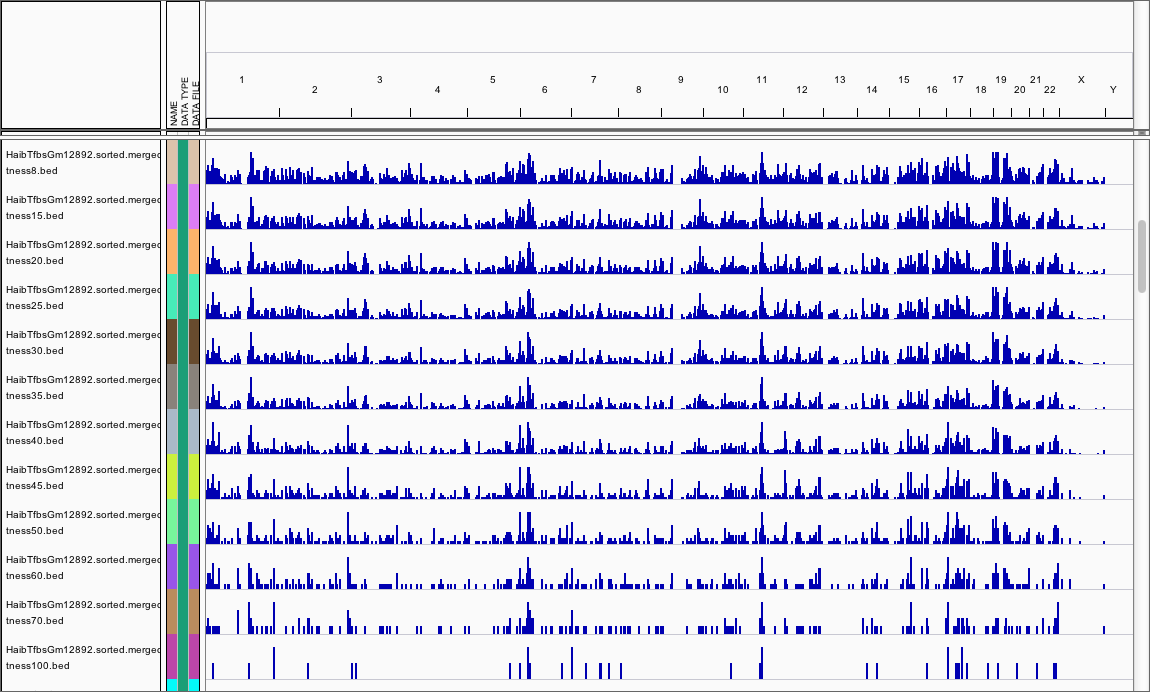 NAME
DATA TYPE
DATA FILE
1 3 5 7 9 11 13 15 17 19 21 X
2 4 6 8 10 12 14 16 18 20 22 Y
HaibTfbsGm12892.sorted.merged
tness8.bed
HaibTfbsGm12892.sorted.merged
tness15.bed
HaibTfbsGm12892.sorted.merged
tness20.bed
HaibTfbsGm12892.sorted.merged
tness25.bed
HaibTfbsGm12892.sorted.merged
tness30.bed
HaibTfbsGm12892.sorted.merged
tness35.bed
HaibTfbsGm12892.sorted.merged
tness40.bed
HaibTfbsGm12892.sorted.merged
tness45.bed
HaibTfbsGm12892.sorted.merged
tness50.bed
HaibTfbsGm12892.sorted.merged
tness60.bed
HaibTfbsGm12892.sorted.merged
tness70.bed
HaibTfbsGm12892.sorted.merged
tness100.bed